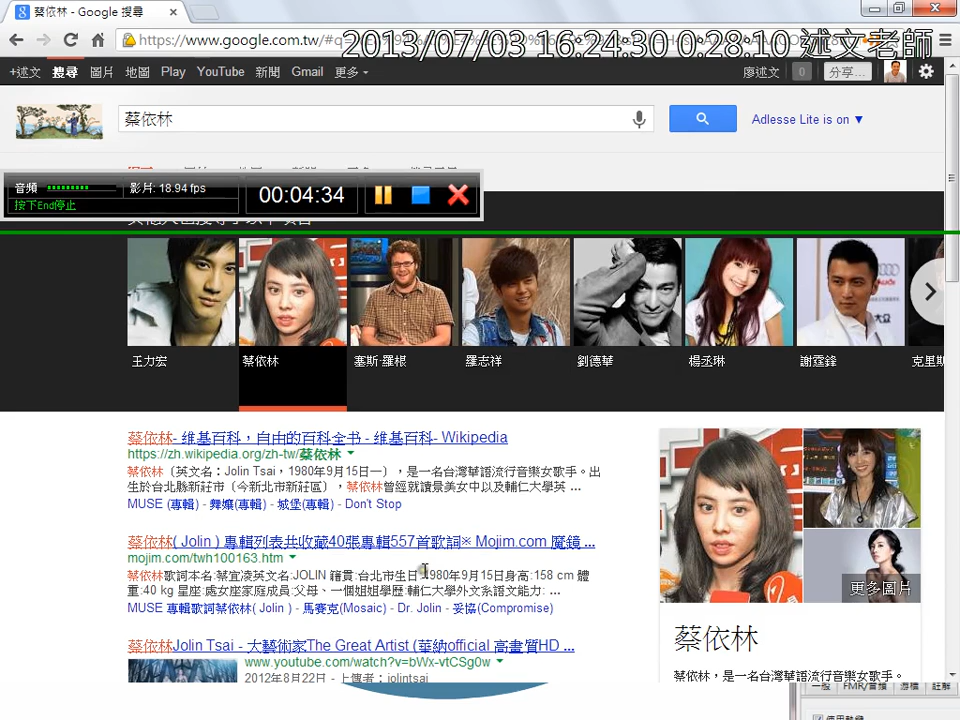 蔡依林 - Google 搜尋
https://www.google.com.tw/#q
2013/07/03 16:24:30 0:28:10 述文老師
+述文 搜尋 圖片 地圖 Play YouTube 新聞 Gmail 更多
廖述文 0 分享...
蔡依林
Adlesse Lite is on ▼
音頻 影片: 18.94 fps
按下End停止
00:04:34
王力宏 蔡依林 塞斯·羅根 羅志祥 劉德華 楊丞琳 謝霆鋒 克里斯
蔡依林- 维基百科，自由的百科全书 - 维基百科- Wikipedia
https://zh.wikipedia.org/zh-tw/蔡依林
蔡依林〔英文名：Jolin Tsai，1980年9月15日－〕，是一名台灣華語流行音樂女歌手。出
生於台北縣新莊市〔今新北市新莊區〕，蔡依林曾經就讀景美女中以及輔仁大學英 ...
MUSE (專輯) - 舞孃(專輯) - 城堡(專輯) - Don't Stop
蔡依林( Jolin ) 專輯列表共收藏40張專輯557首歌詞※ Mojim.com 魔鏡 ...
mojim.com/twh100163.htm
蔡依林歌詞本名:蔡宜凌英文名:JOLIN 籍貫:台北市生日:1980年9月15日身高:158 cm 體
重:40 kg 星座:處女座家庭成員:父母、一個姐姐學歷:輔仁大學外文系語文能力: ...
MUSE 專輯歌詞蔡依林( Jolin ) - 馬賽克(Mosaic) - Dr. Jolin - 妥協(Compromise)
蔡依林Jolin Tsai - 大藝術家The Great Artist (華納official 高畫質HD ...
www.youtube.com/watch?v=bWx-vtCSg0w
2012年8月22日 - 上傳者：jolintsai
更多圖片
蔡依林
蔡依林，是一名台灣華語流行音樂女歌手。
一般 FMR/音頻 游標 註解